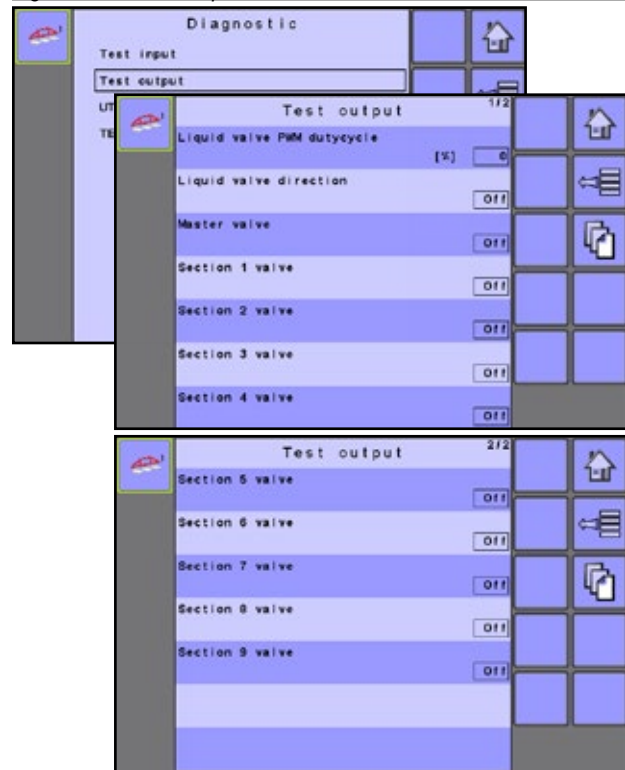 Diagnostic
Test input
Test output
UT
TE
Test output 1/2
Liquid valve PWM dutycycle
[%] 0
Liquid valve direction
Off
Master valve
Off
Section 1 valve
Off
Section 2 valve
Off
Section 3 valve
Off
Section 4 valve
Off
Test output 2/2
Section 5 valve
Off
Section 6 valve
Off
Section 7 valve
Off
Section 8 valve
Off
Section 9 valve
Off